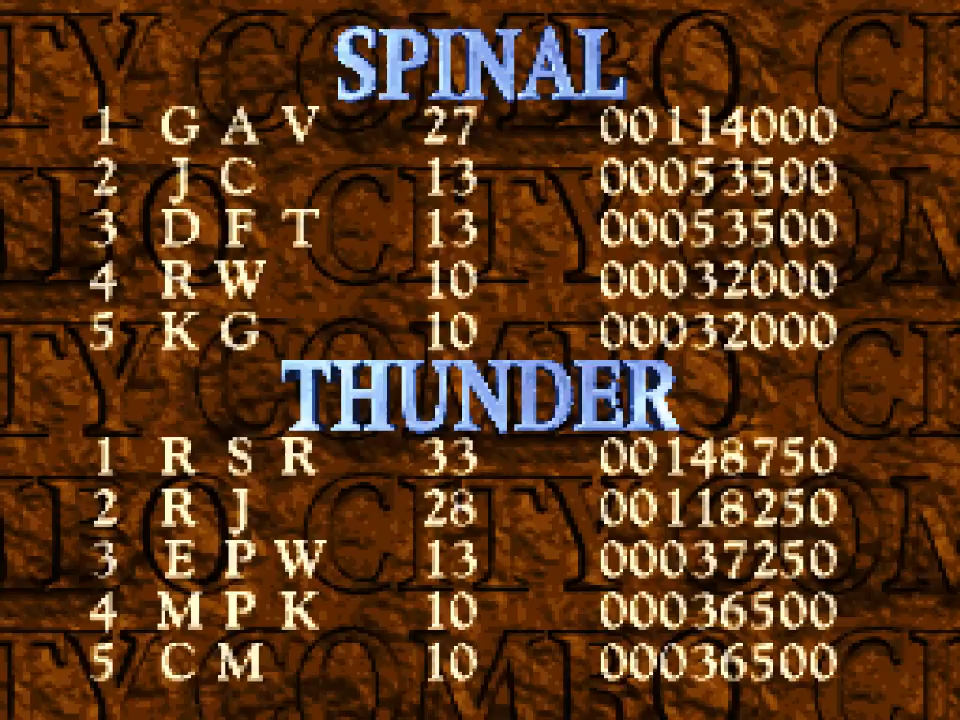 SPINAL
1 G A V 27 00114000
2 J C 13 00053500
3 D F T 13 00053500
4 R W 10 00032000
5 K G 10 00032000
THUNDER
1 R S R 33 00148750
2 R J 28 00118250
3 E P W 13 00037250
4 M P K 10 00036500
5 C M 10 00036500